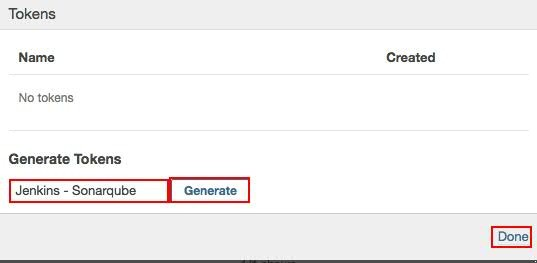 Tokens
Name Created
No tokens
Generate Tokens
Jenkins - Sonarqube Generate
Done